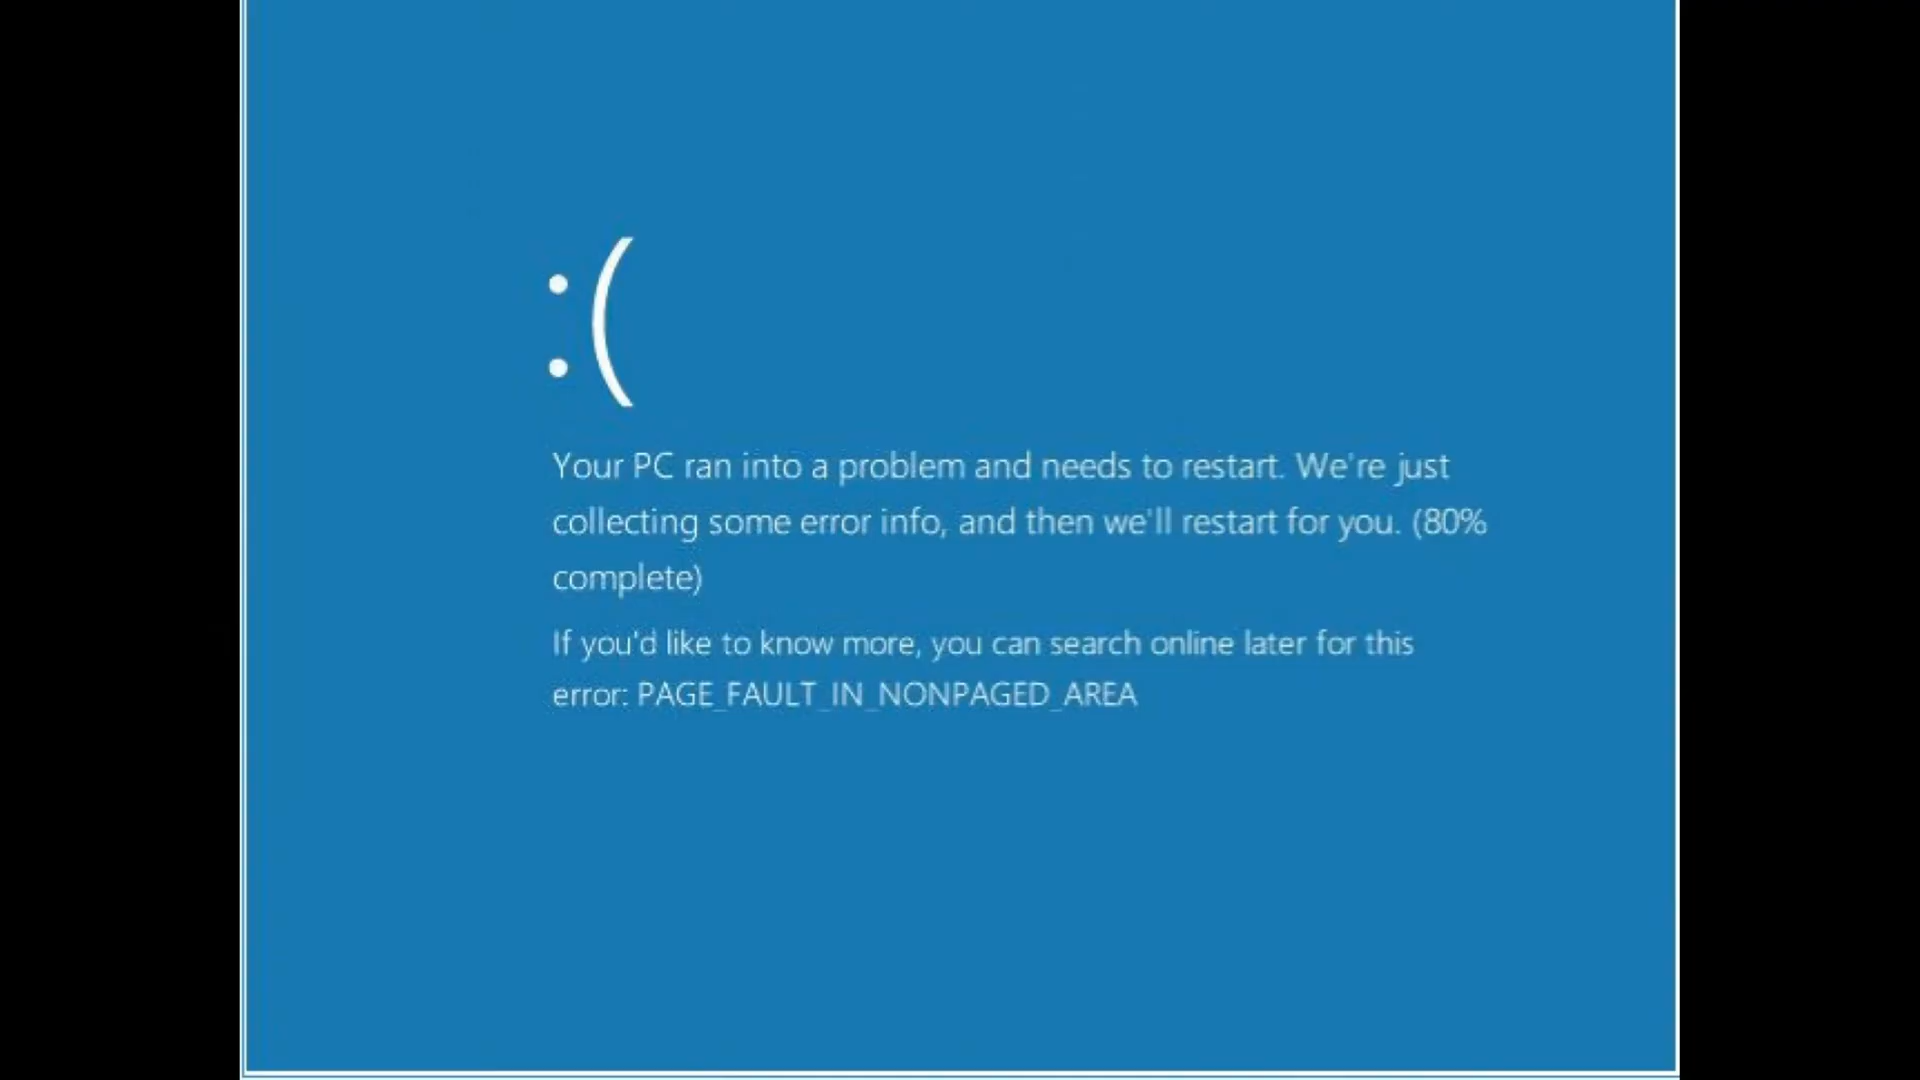 :(
Your PC ran into a problem and needs to restart. We're just
collecting some error info, and then we'll restart for you. (80%
complete)
If you'd like to know more, you can search online later for this
error: PAGE_FAULT_IN_NONPAGED_AREA